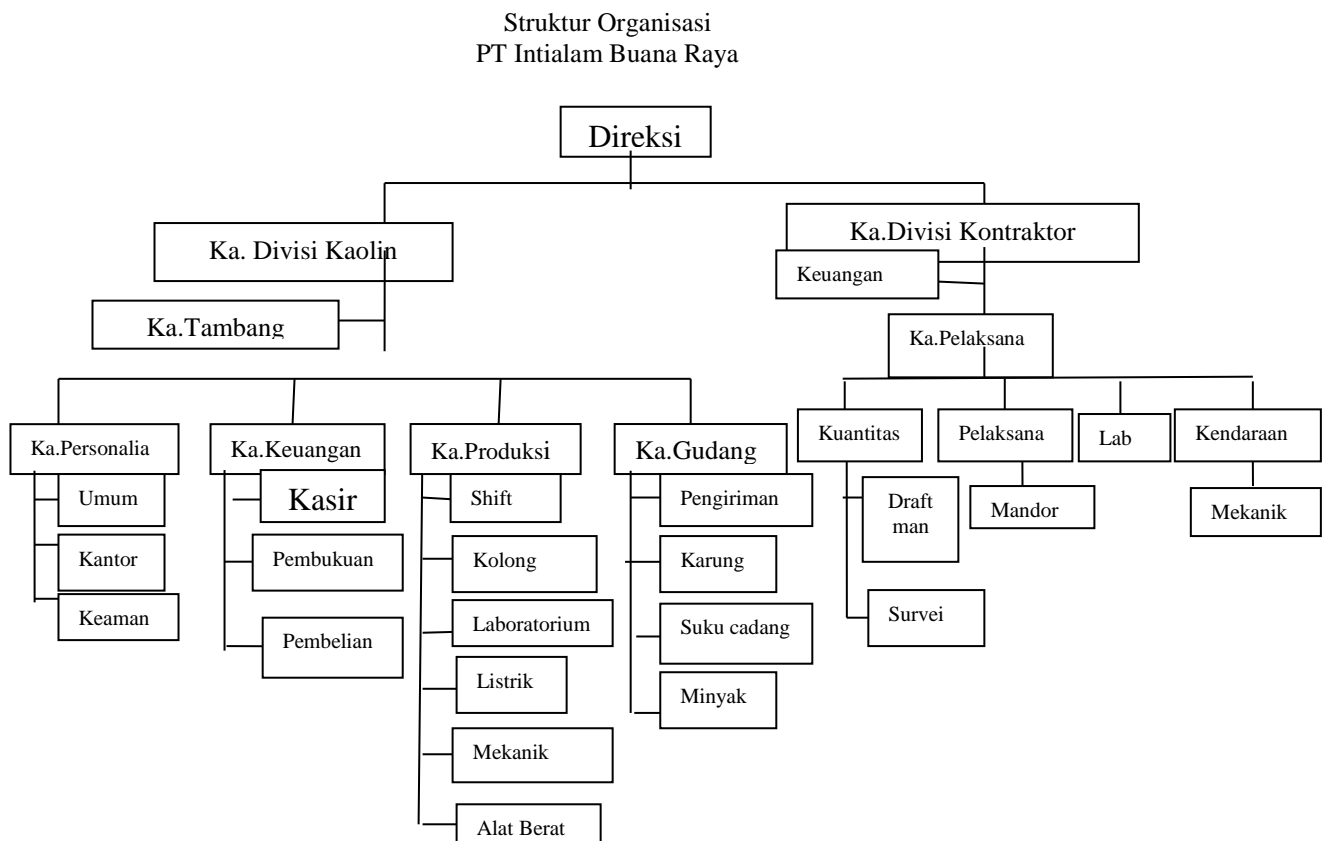 Struktur Organisasi
PT Intialam Buana Raya
Direksi
Ka. Divisi Kaolin
Ka.Divisi Kontraktor
Keuangan
Ka.Tambang
Ka.Pelaksana
Ka.Personalia
Ka.Keuangan
Ka.Produksi
Ka.Gudang
Kuantitas
Pelaksana
Lab
Kendaraan
Umum
Kasir
Shift
Pengiriman
Draft
man
Mandor
Mekanik
Kantor
Pembukuan
Kolong
Karung
Keaman
Pembelian
Laboratorium
Suku cadang
Survei
Listrik
Minyak
Mekanik
Alat Berat